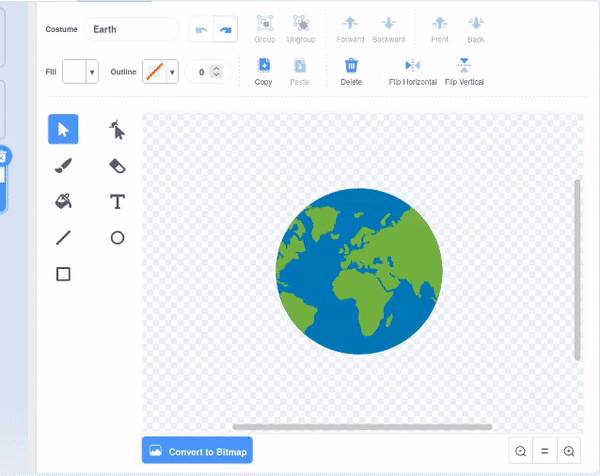 Costume Earth
Group Ungroup Forward Backward Front Back
Fill Outline 0
Copy Paste Delete Flip Horizontal Flip Vertical
T
Convert to Bitmap